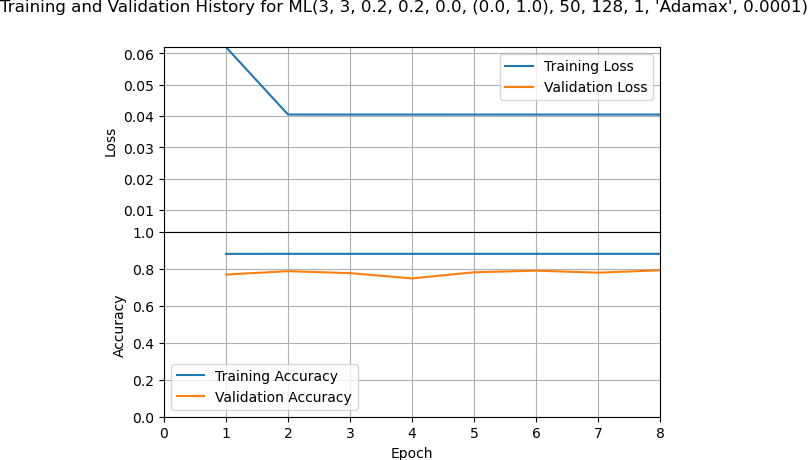 Training and Validation History for ML(3, 3, 0.2, 0.2, 0.0, (0.0, 1.0), 50, 128, 1, 'Adamax', 0.0001)
0.06
0.05
0.04
0.03
0.02
0.01
Loss
Training Loss
Validation Loss
1.0
0.8
0.6
0.4
0.2
0.0
Accuracy
Training Accuracy
Validation Accuracy
0 1 2 3 4 5 6 7 8
Epoch